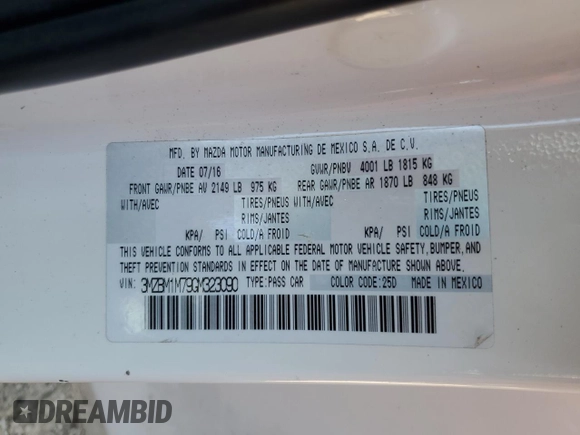 MFD. BY MAZDA MOTOR MANUFACTURING DE MEXICO S.A. DE C.V.
DATE 07/16 GVWR/PNBV 4001 LB 1815 KG
FRONT GAWR/PNBE AV 2149 LB 975 KG REAR GAWR/PNBE AR 1870 LB 848 KG
WITH/AVEC TIRES/PNEUS WITH/AVEC TIRES/PNEUS
RIMS/JANTES RIMS/JANTES
KPA/ PSI COLD/A FROID KPA/ PSI COLD/A FROID
THIS VEHICLE CONFORMS TO ALL APPLICABLE FEDERAL MOTOR VEHICLE SAFETY, BUMPER, AND
THEFT PREVENTION STANDARDS IN EFFECT ON THE DATE OF MANUFACTURE SHOWN ABOVE.
VIN: 3MZBM1M79GM323090 TYPE:PASS CAR COLOR CODE:25D MADE IN MEXICO
DREAMBID